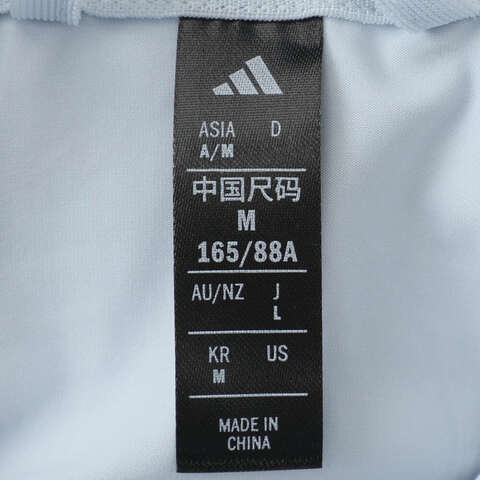 ASIA D
A/M
中国尺码
M
165/88A
AU/NZ J
L
KR US
M
MADE IN
CHINA